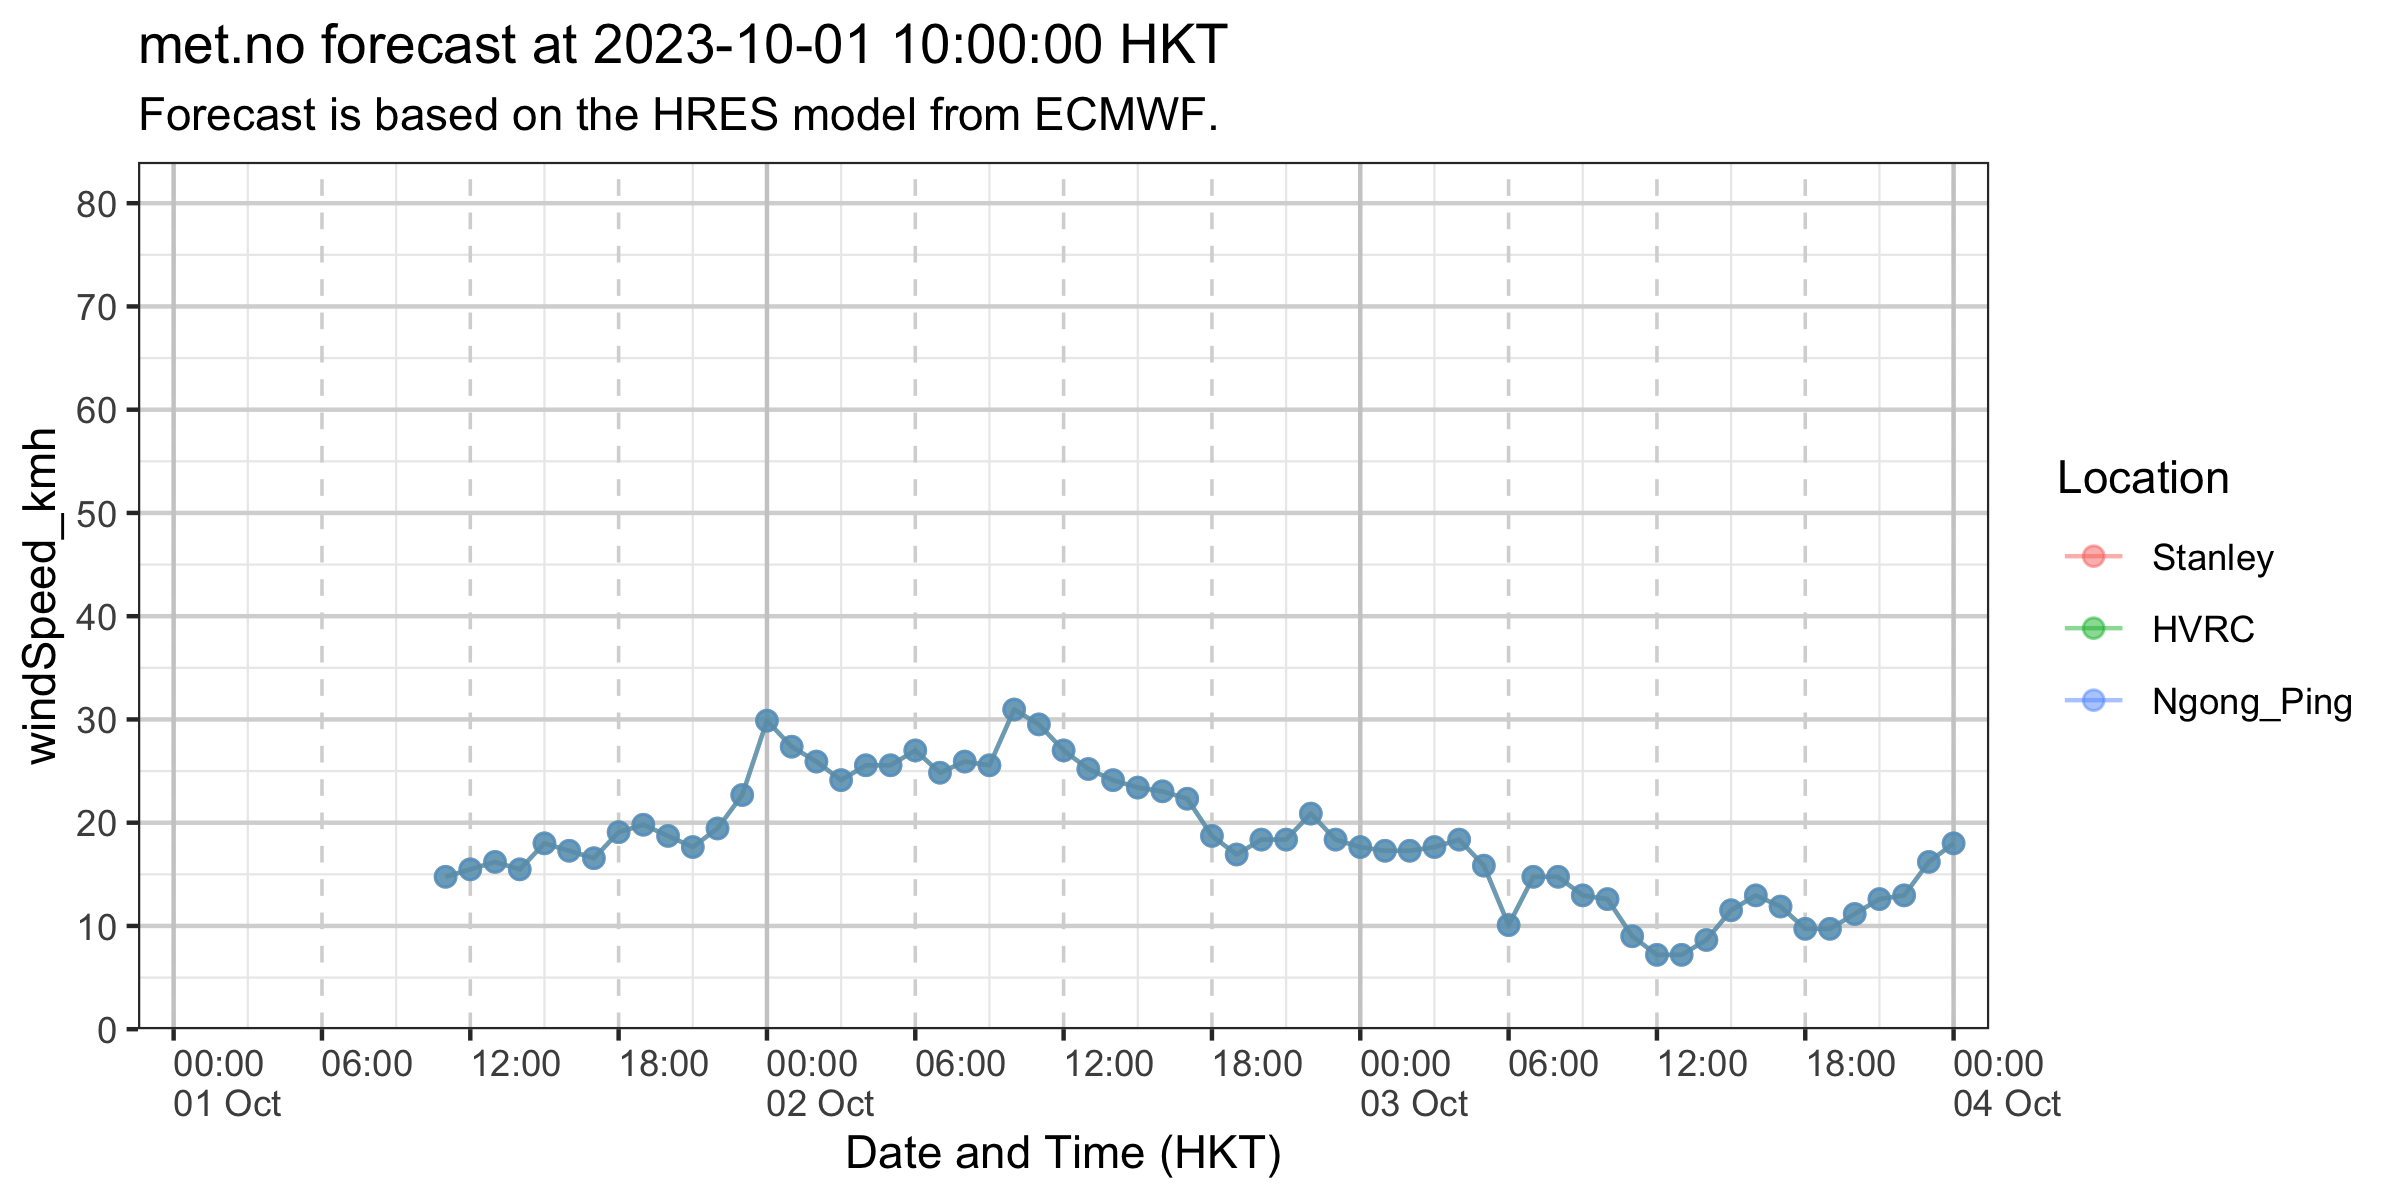 met.no forecast at 2023-10-01 10:00:00 HKT
Forecast is based on the HRES model from ECMWF.
windSpeed_kmh
80
70
60
50
40
30
20
10
0
00:00 06:00 12:00 18:00 00:00 06:00 12:00 18:00 00:00 06:00 12:00 18:00 00:00
01 Oct 02 Oct 03 Oct 04 Oct
Date and Time (HKT)
Location
Stanley
HVRC
Ngong_Ping